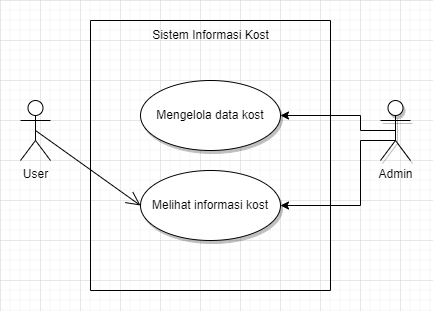 Sistem Informasi Kost
Mengelola data kost
User
Admin
Melihat informasi kost